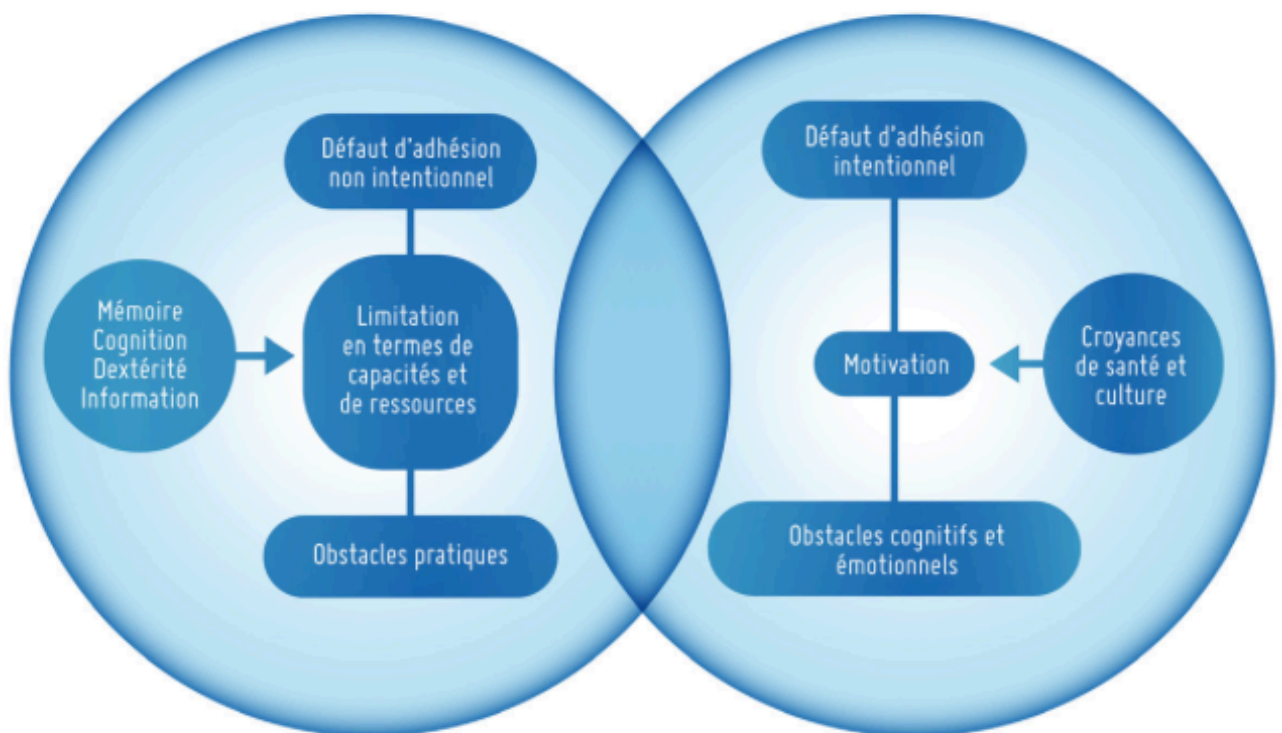 Défaut d'adhésion
non intentionnel
Mémoire
Cognition
Dextérité
Information
Limitation
en termes de
capacités et
de ressources
Obstacles pratiques
Défaut d'adhésion
intentionnel
Motivation
Croyances
de santé et
culture
Obstacles cognitifs et
émotionnels